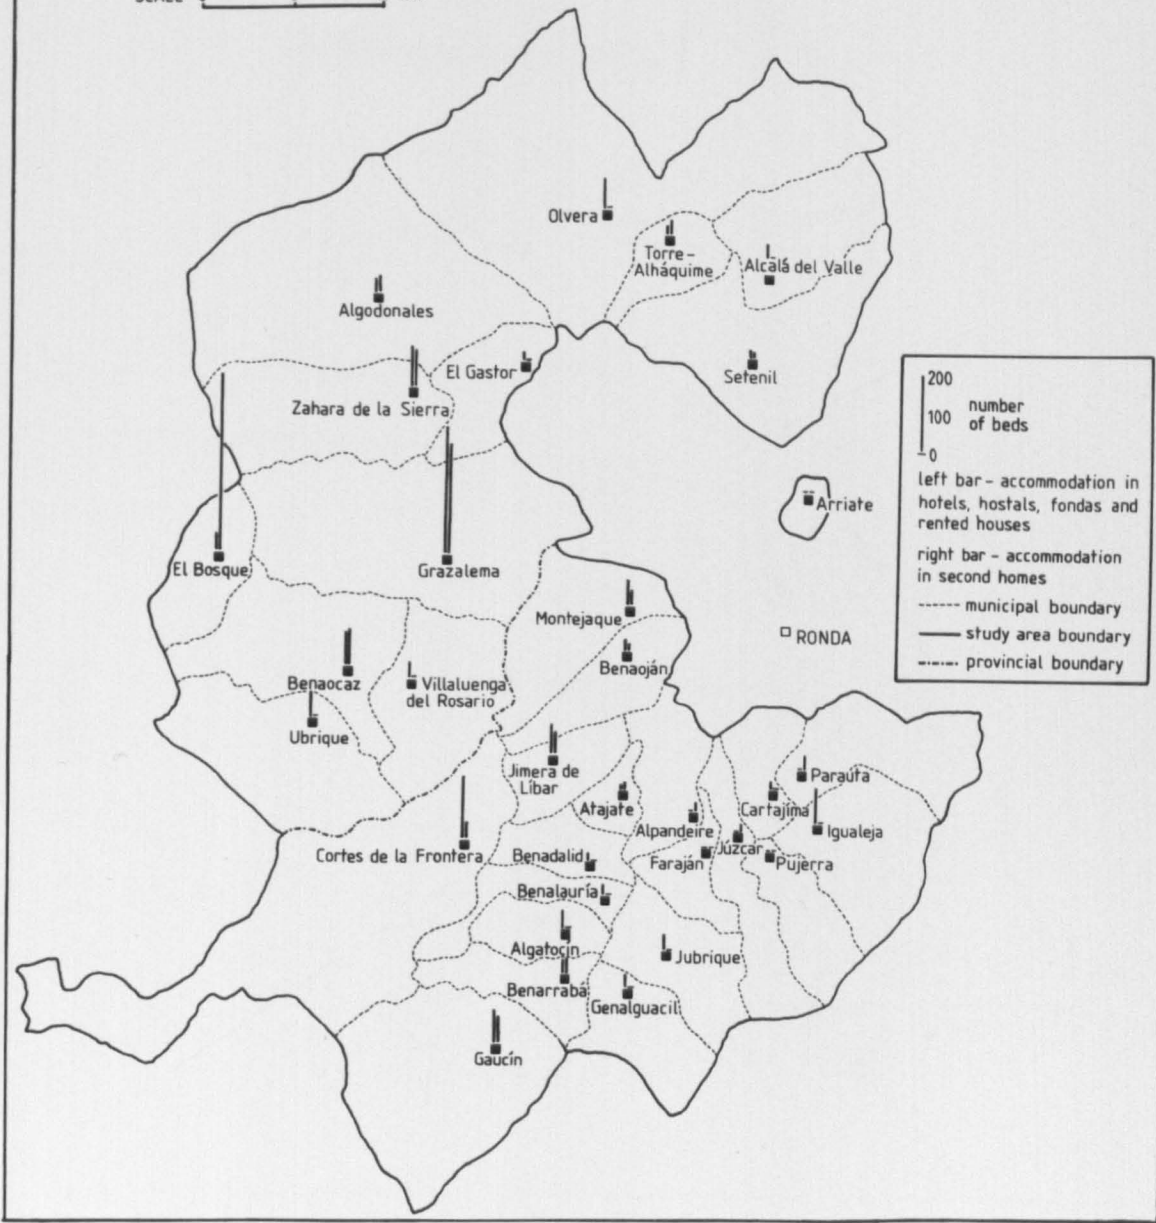 Olvera
Torre-
Alháquime
Alcalá del Valle
Algodonales
El Gastor
Setenil
Zahara de la Sierra
200
100
0
number
of beds
left bar - accommodation in
hotels, hostals, fondas and
rented houses
right bar - accommodation
in second homes
municipal boundary
study area boundary
provincial boundary
Arriate
El Bosque
Grazalema
Montejaque
RONDA
Benaoján
Benaocaz
Villaluenga
del Rosario
Ubrique
Jimera de
Líbar
Parauta
Atajate
Cartajima
Alpandeire
Igualeja
Cortes de la Frontera
Benadalid
Faraján
Júzcar
Pujerra
Benalauría
Algatocin
Jubrique
Benarrabá
Genalguacil
Gaucín